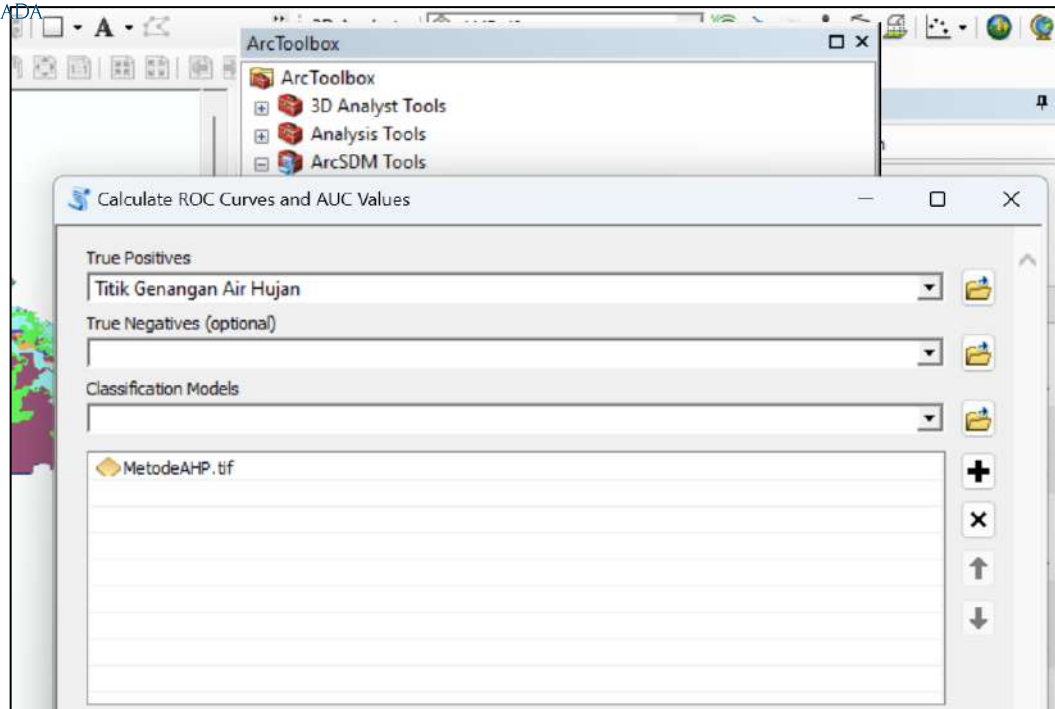 ADA
A
ArcToolbox
ArcToolbox
3D Analyst Tools
Analysis Tools
ArcSDM Tools
Calculate ROC Curves and AUC Values
True Positives
Titik Genangan Air Hujan
True Negatives (optional)
Classification Models
MetodeAHP.tif